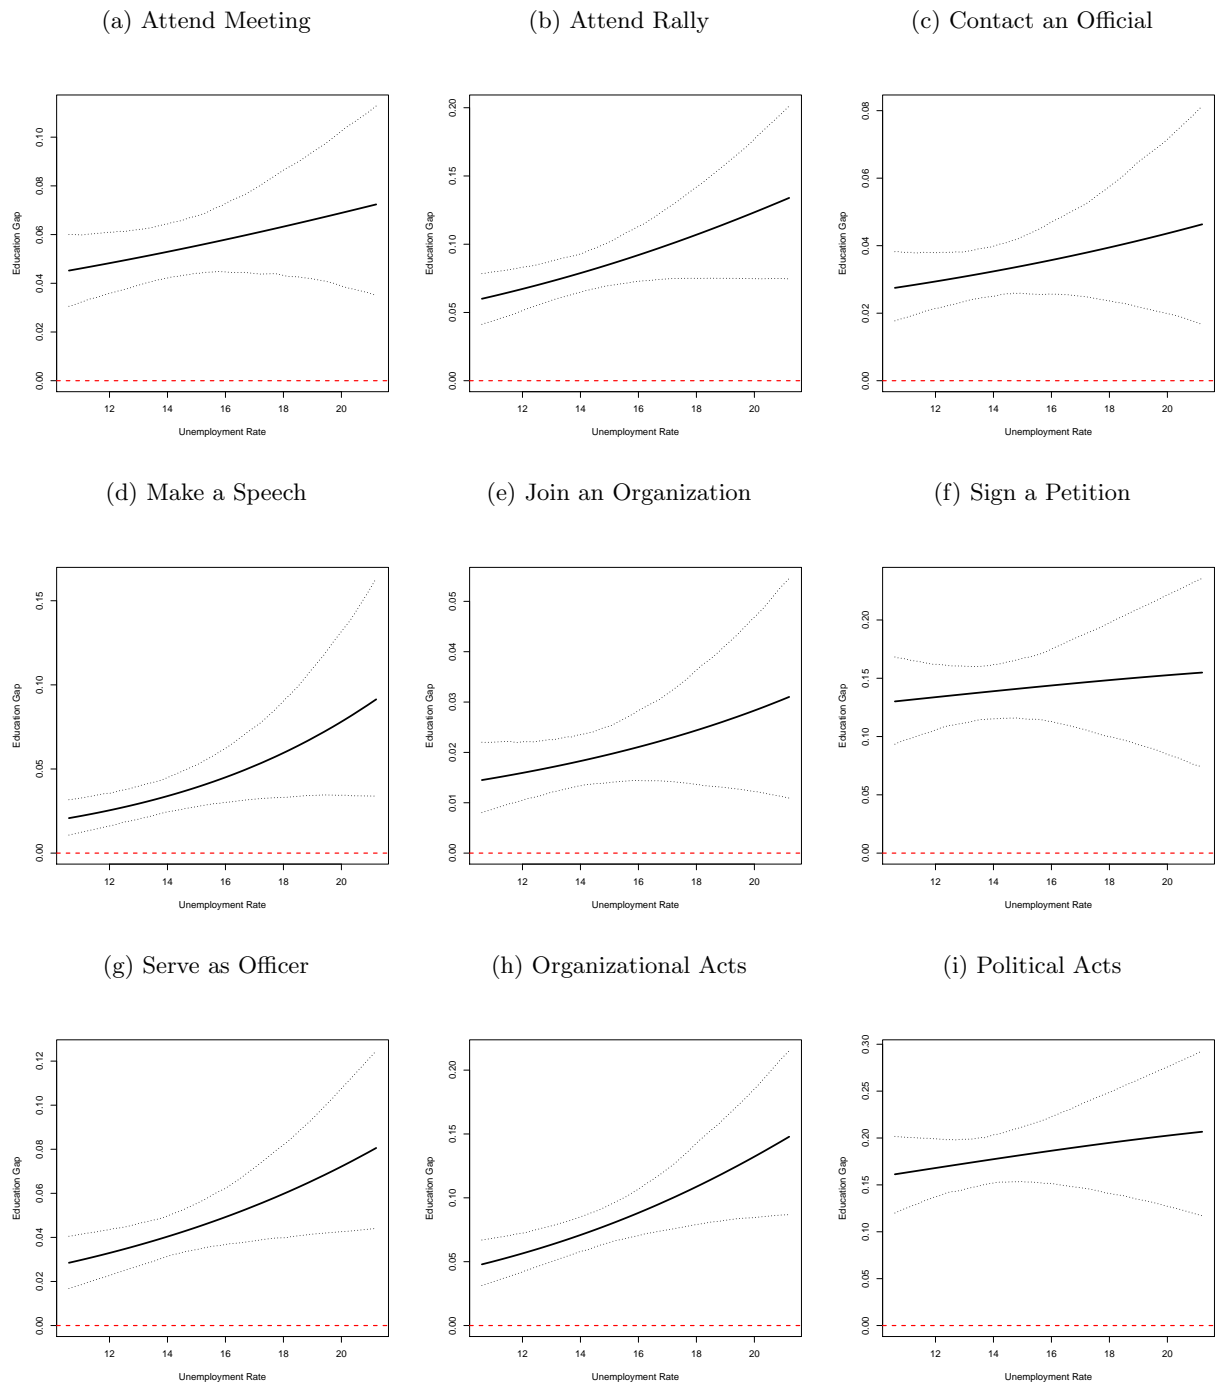 (a) Attend Meeting
(b) Attend Rally
(c) Contact an Official
0.10
0.08
0.06
0.04
0.02
0.00
Education Gap
12 14 16 18 20
Unemployment Rate
0.20
0.15
0.10
0.05
0.00
Education Gap
12 14 16 18 20
Unemployment Rate
0.08
0.06
0.04
0.02
0.00
Education Gap
12 14 16 18 20
Unemployment Rate
(d) Make a Speech
(e) Join an Organization
(f) Sign a Petition
0.15
0.10
0.05
0.00
Education Gap
12 14 16 18 20
Unemployment Rate
0.05
0.04
0.03
0.02
0.01
0.00
Education Gap
12 14 16 18 20
Unemployment Rate
0.20
0.15
0.10
0.05
0.00
Education Gap
12 14 16 18 20
Unemployment Rate
(g) Serve as Officer
(h) Organizational Acts
(i) Political Acts
0.12
0.10
0.08
0.06
0.04
0.02
0.00
Education Gap
12 14 16 18 20
Unemployment Rate
0.20
0.15
0.10
0.05
0.00
Education Gap
12 14 16 18 20
Unemployment Rate
0.30
0.25
0.20
0.15
0.10
0.05
0.00
Education Gap
12 14 16 18 20
Unemployment Rate